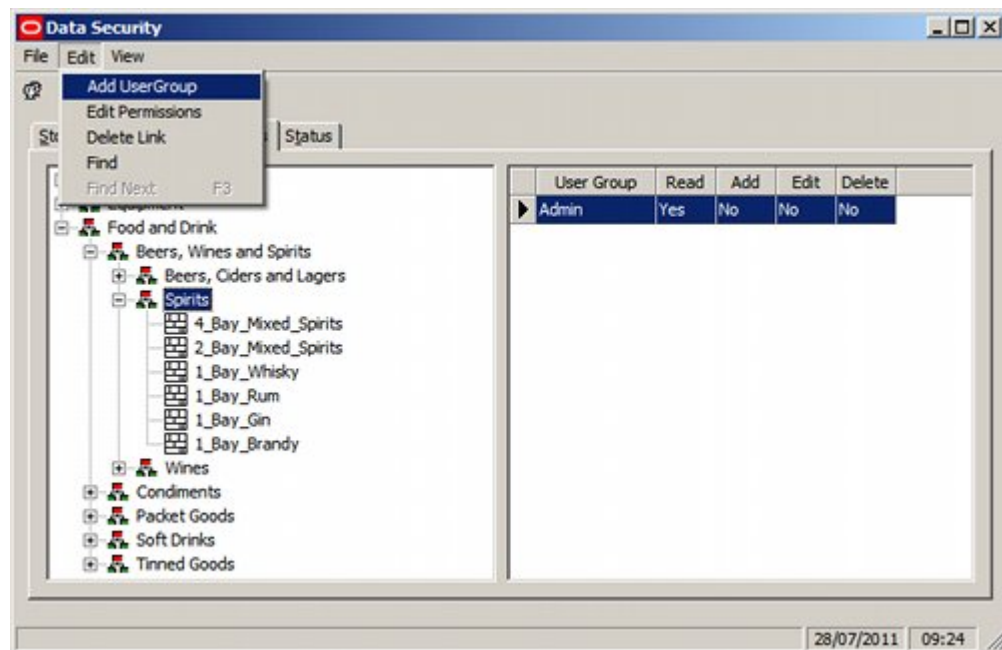 Data Security
File Edit View
Add UserGroup
Edit Permissions
Delete Link
Find
Find Next F3
Status
User Group Read Add Edit Delete
Admin Yes No No No
Food and Drink
Beers, Wines and Spirits
Beers, Ciders and Lagers
Spirits
4_Bay_Mixed_Spirits
2_Bay_Mixed_Spirits
1_Bay_Whisky
1_Bay_Rum
1_Bay_Gin
1_Bay_Brandy
Wines
Condiments
Packet Goods
Soft Drinks
Tinned Goods
28/07/2011 09:24